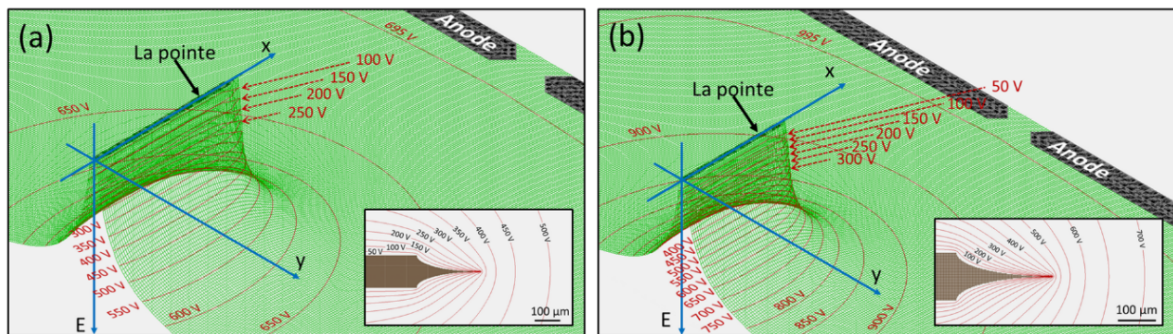 (a)
La pointe
x
Anode
695 V
100 V
150 V
200 V
250 V
650 V
300 V
350 V
400 V
450 V
500 V
550 V
600 V
650 V
E
y
50 V
100 V
150 V
200 V
250 V
300 V
350 V
400 V
450 V
500 V
100 µm
(b)
La pointe
x
Anode
Anode
995 V
50 V
100 V
150 V
200 V
250 V
300 V
900 V
400 V
600 V
650 V
700 V
750 V
800 V
850 V
900 V
E
y
100 V
200 V
300 V
400 V
500 V
600 V
700 V
100 µm